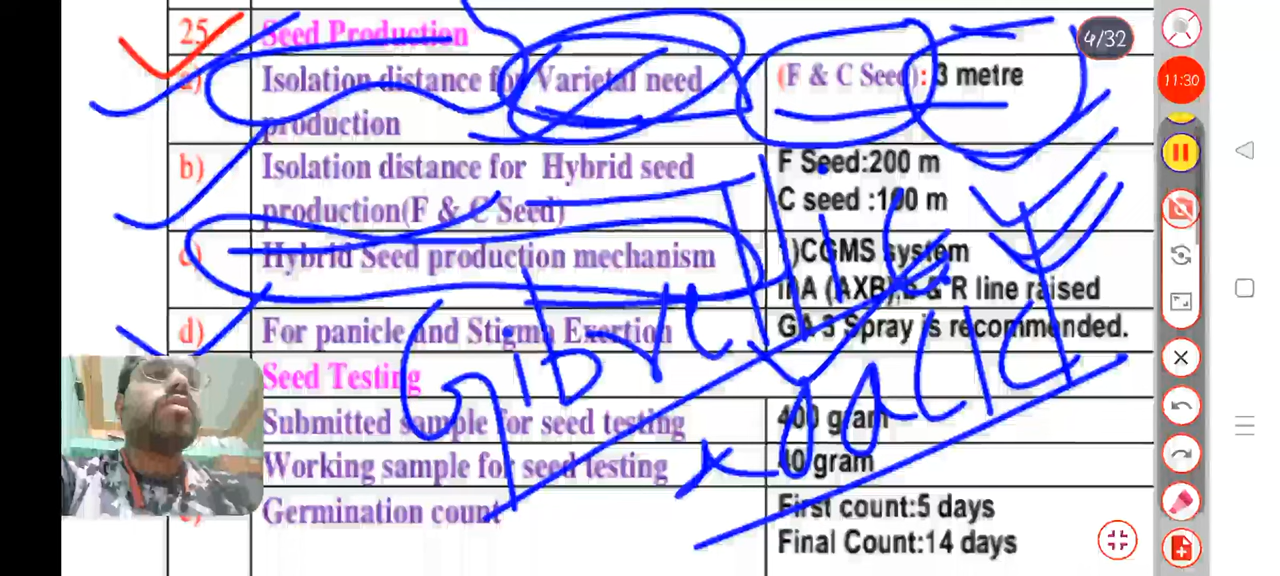 25
Seed Production
4/32
11:30
a)
Isolation distance for Varietal need
production
(F & C Seed): 3 metre
b)
Isolation distance for Hybrid seed
production(F & C Seed)
F Seed:200 m
C seed :100 m
c)
Hybrid Seed production mechanism
)CGMS system
A (AXB),B & R line raised
d)
For panicle and Stigma Exertion
GA 3 Spray is recommended.
Seed Testing
Submitted sample for seed testing
400 gram
Working sample for seed testing
40 gram
Germination count
First count:5 days
Final Count:14 days
acid